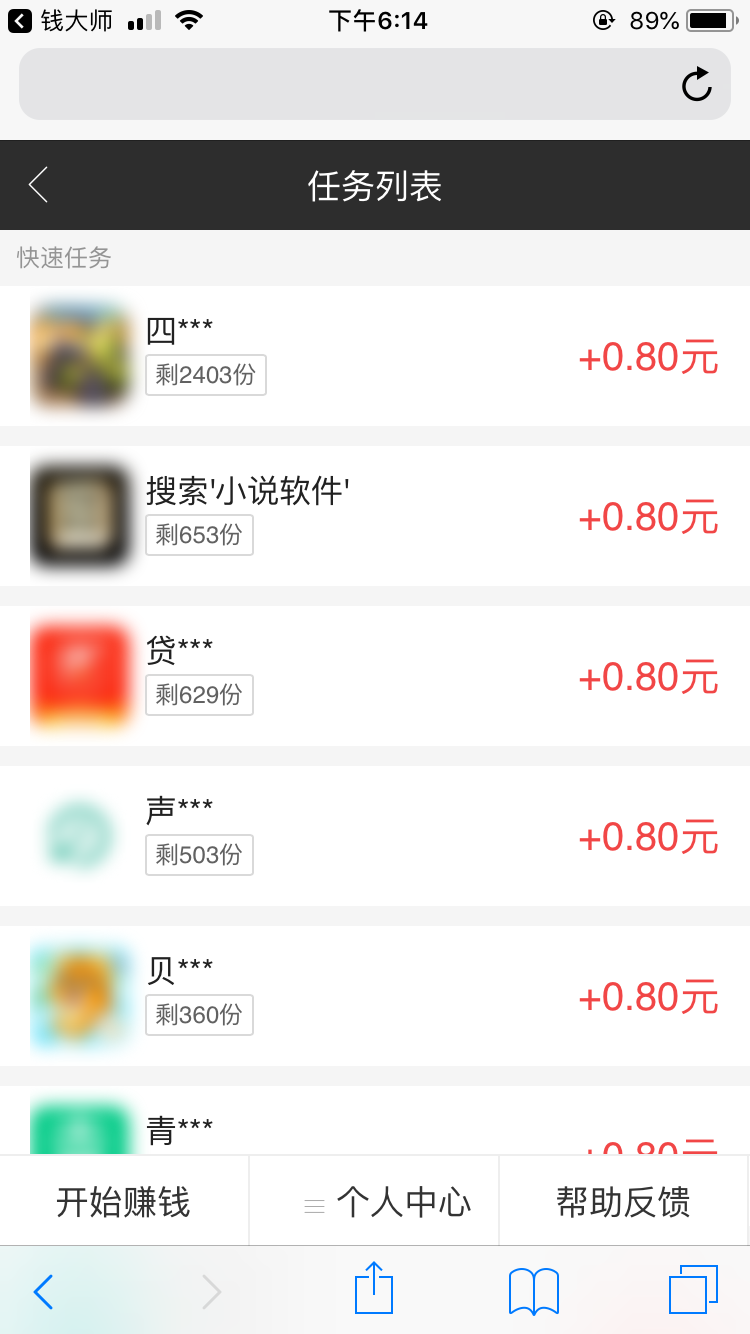 钱大师 下午6:14 89%
任务列表
快速任务
四***
剩2403份
+0.80元
搜索'小说软件'
剩653份
+0.80元
贷***
剩629份
+0.80元
声***
剩503份
+0.80元
贝***
剩360份
+0.80元
青***
+0.80元
开始赚钱 个人中心 帮助反馈